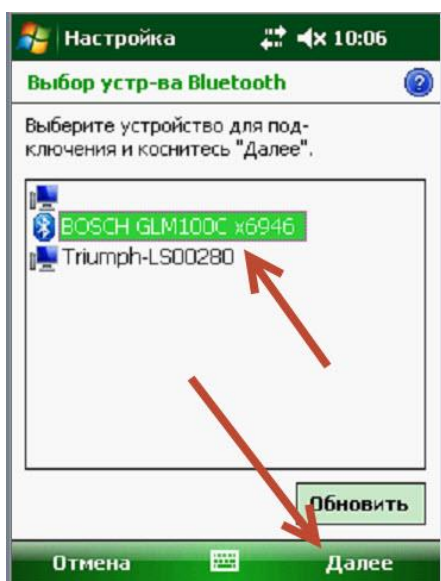 Настройка 10:06
Выбор устр-ва Bluetooth ?
Выберите устройство для под-
ключения и коснитесь "Далее".
BOSCH GLM100C x6946
Triumph-LS00280
Обновить
Отмена Далее